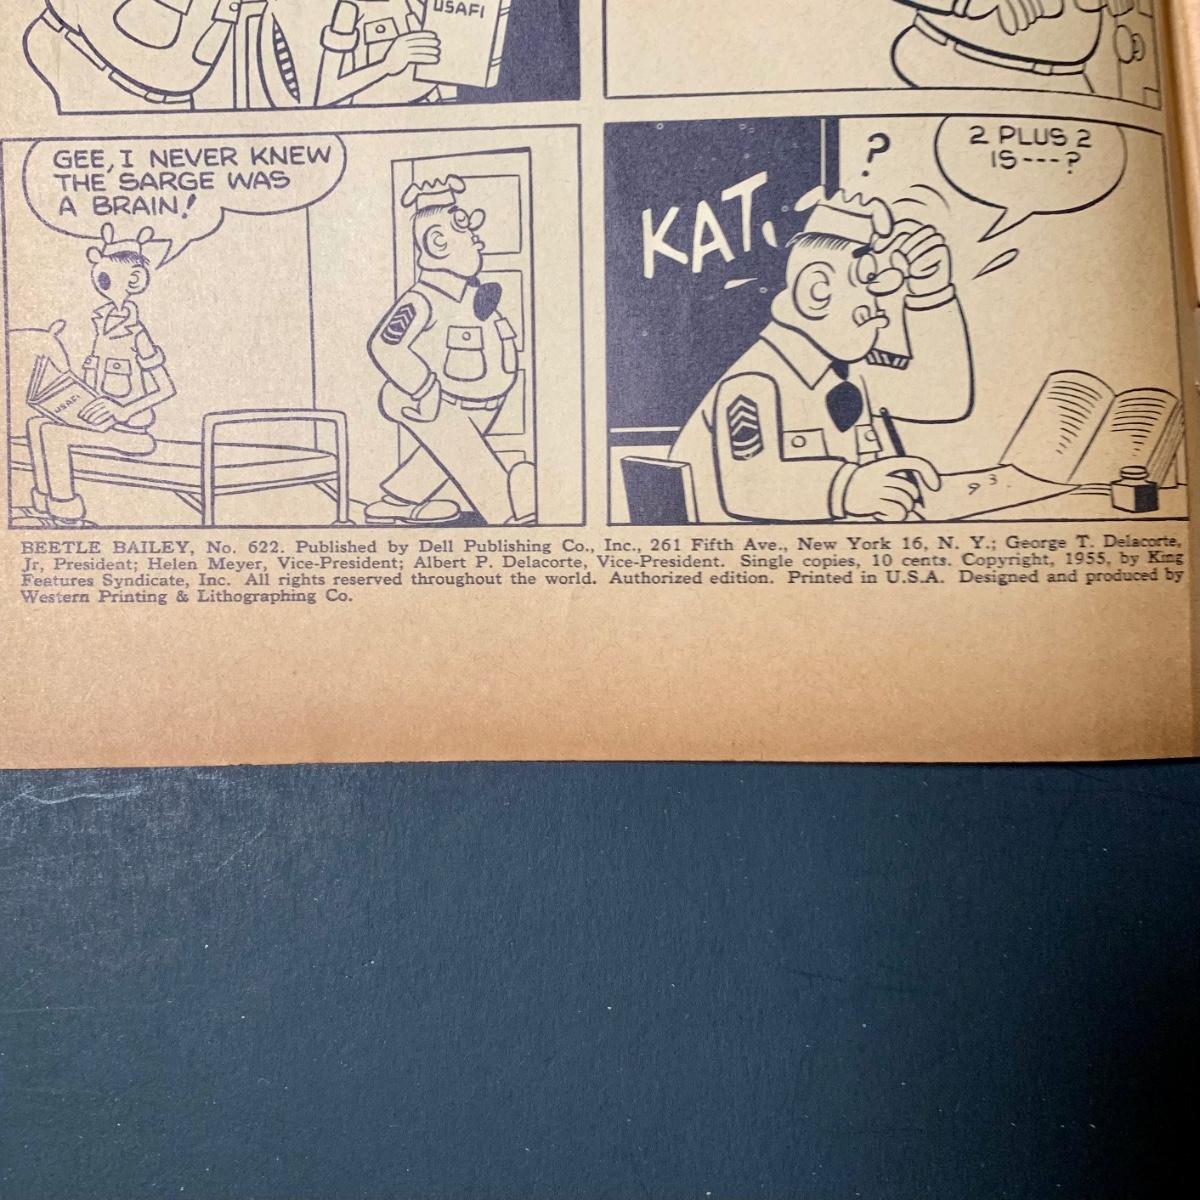 USAFI
GEE, I NEVER KNEW
THE SARGE WAS
A BRAIN!
USAFI
?
2 PLUS 2
IS---?
KAT,
9 3
BEETLE BAILEY, No. 622. Published by Dell Publishing Co., Inc., 261 Fifth Ave., New York 16, N. Y.; George T. Delacorte,
Jr, President; Helen Meyer, Vice-President; Albert P. Delacorte, Vice-President. Single copies, 10 cents. Copyright, 1955, by King
Features Syndicate, Inc. All rights reserved throughout the world. Authorized edition. Printed in U.S.A. Designed and produced by
Western Printing & Lithographing Co.